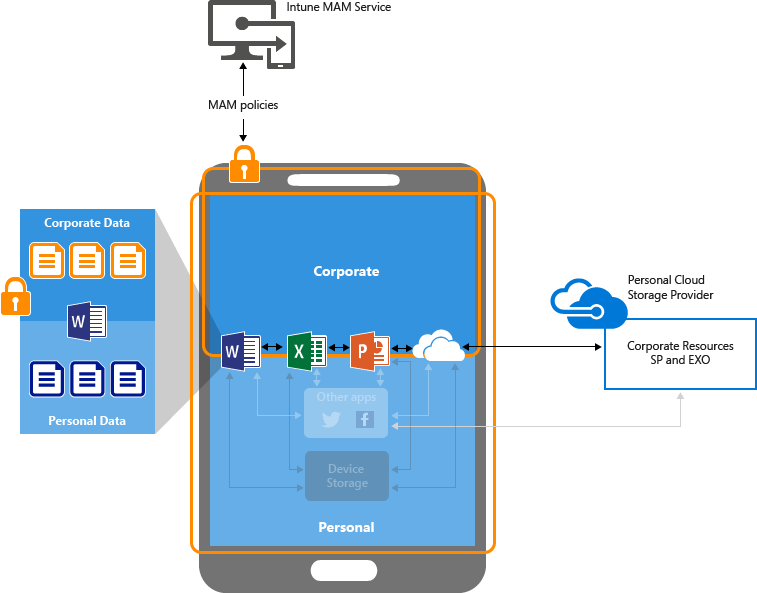 Intune MAM Service
MAM policies
Corporate Data
W
Personal Data
Corporate
W
X
P
Other apps
f
Device
Storage
Personal
Personal Cloud
Storage Provider
Corporate Resources
SP and EXO